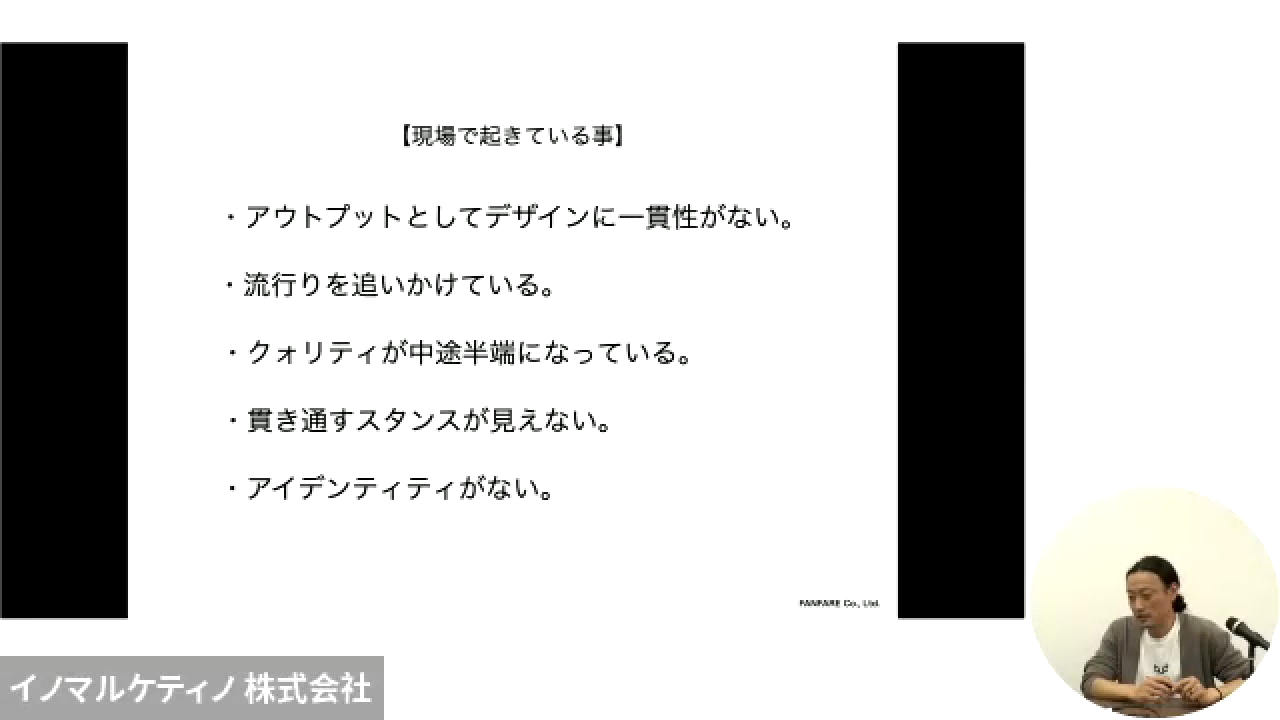 【現場で起きている事】
・アウトプットとしてデザインに一貫性がない。
・流行りを追いかけている。
・クォリティが中途半端になっている。
・貫き通すスタンスが見えない。
・アイデンティティがない。
FANFARE Co., Ltd.
イノマルケティノ 株式会社